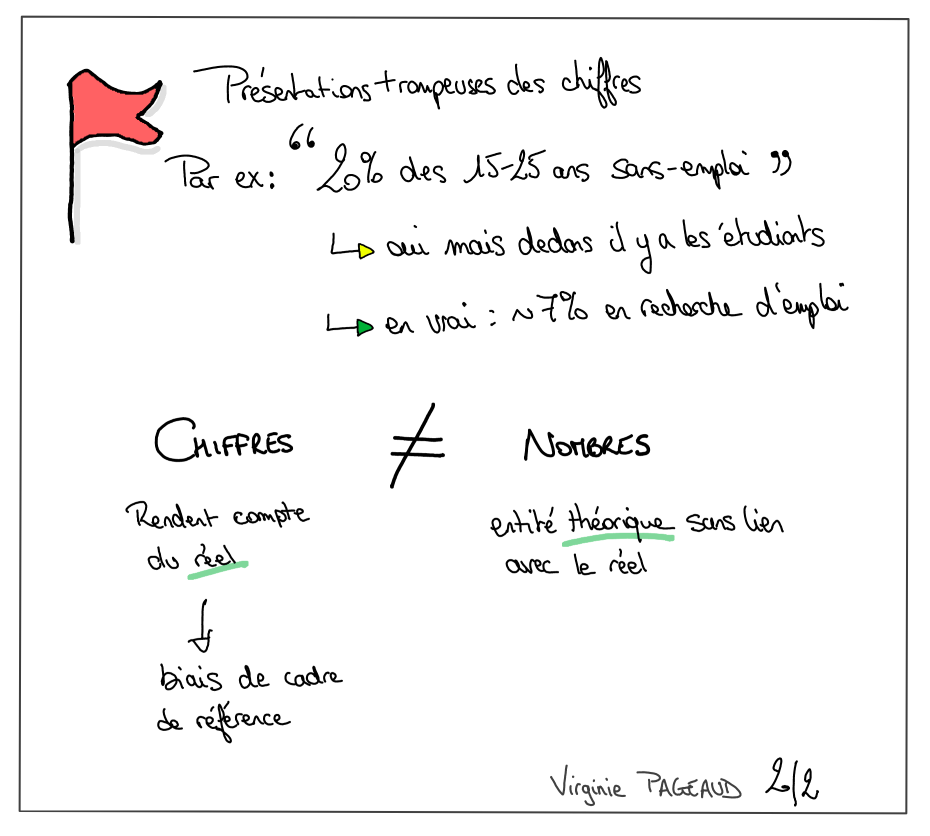 Présentations trompeuses des chiffres
Par ex: “ 20% des 15-25 ans sans-emploi ”
oui mais dedans il y a les étudiants
en vrai : ~7% en recherche d'emploi
CHIFFRES ≠ NOMBRES
Rendent compte
du réel
entité théorique sans lien
avec le réel
biais de cadre
de référence
Virginie PAGEAUD 2/2